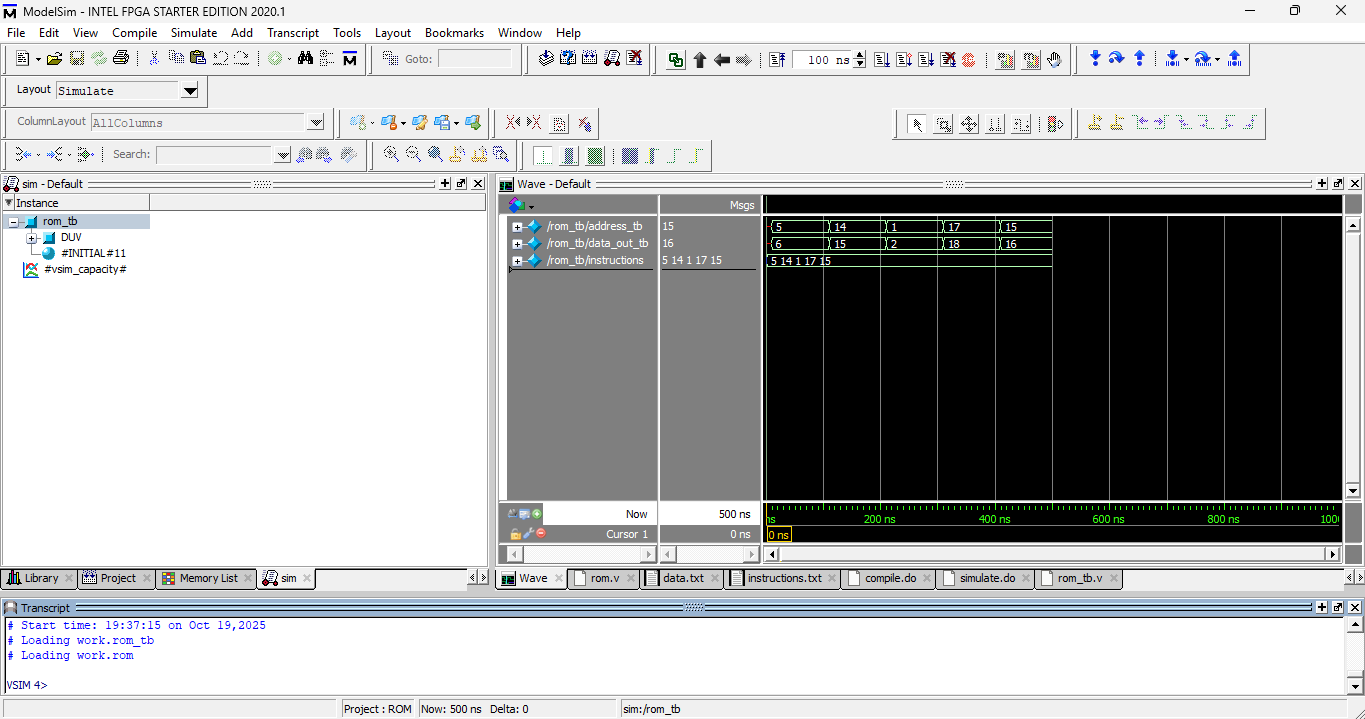 ModelSim - INTEL FPGA STARTER EDITION 2020.1
File Edit View Compile Simulate Add Transcript Tools Layout Bookmarks Window Help
Goto:
100 ns
Layout Simulate
ColumnLayout AllColumns
Search:
sim - Default
Instance
rom_tb
DUV
#INITIAL#11
#vsim_capacity#
Wave - Default
Msgs
/rom_tb/address_tb 15 5 14 1 17 15
/rom_tb/data_out_tb 16 6 15 2 18 16
/rom_tb/instructions 5 14 1 17 15 5 14 1 17 15
Now 500 ns
ns 200 ns 400 ns 600 ns 800 ns 100
Cursor 1 0 ns 0 ns
Library Project Memory List sim
Wave rom.v data.txt instructions.txt compile.do simulate.do rom_tb.v
Transcript
# Start time: 19:37:15 on Oct 19,2025
# Loading work.rom_tb
# Loading work.rom
VSIM 4>
Project : ROM Now: 500 ns Delta: 0 sim:/rom_tb